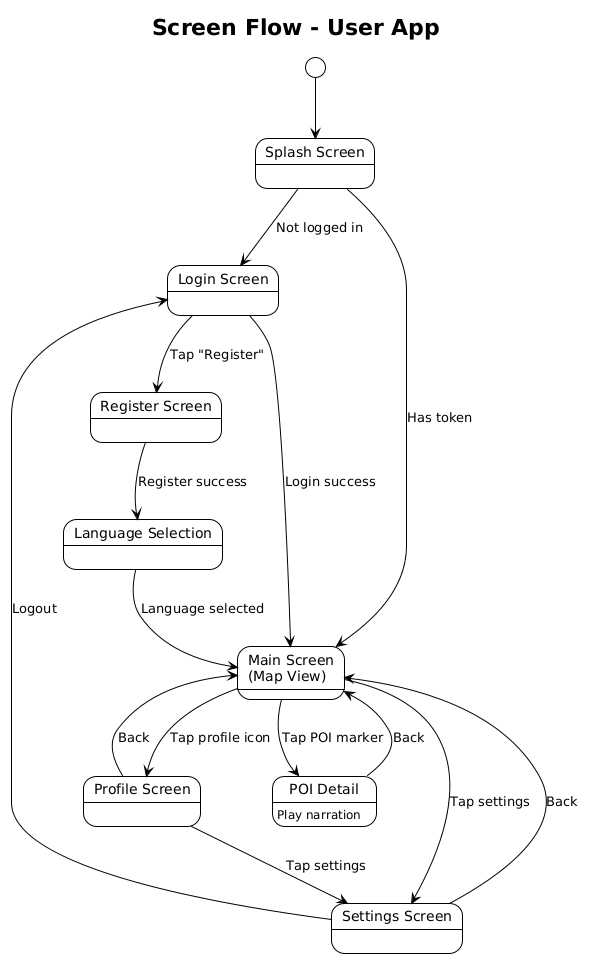 Screen Flow - User App
Splash Screen
Not logged in
Login Screen
Tap "Register"
Register Screen
Has token
Register success
Login success
Language Selection
Logout
Language selected
Main Screen
(Map View)
Back
Tap profile icon
Tap POI marker
Back
Profile Screen
POI Detail
Play narration
Tap settings
Back
Tap settings
Settings Screen